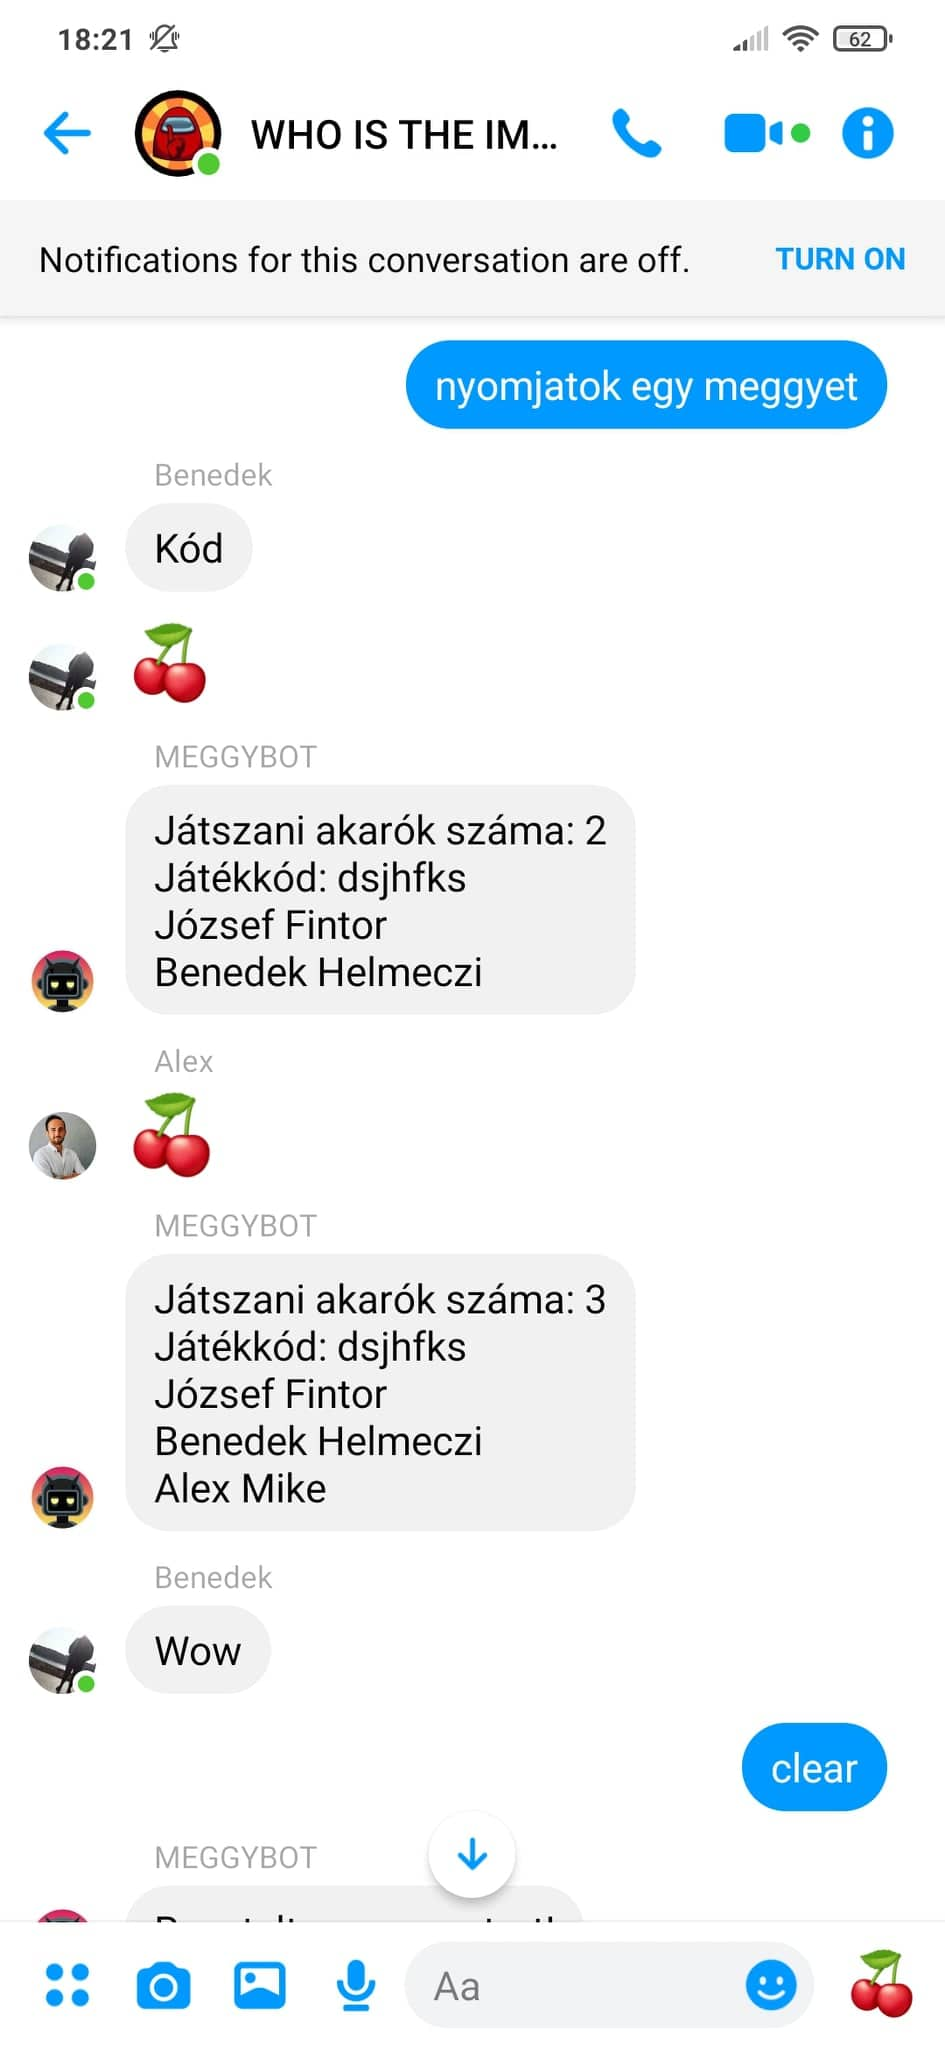 18:21
62
WHO IS THE IM...
Notifications for this conversation are off.
TURN ON
nyomjatok egy meggyet
Benedek
Kód
MEGGYBOT
Játszani akarók száma: 2
Játékkód: dsjhfks
József Fintor
Benedek Helmeczi
Alex
MEGGYBOT
Játszani akarók száma: 3
Játékkód: dsjhfks
József Fintor
Benedek Helmeczi
Alex Mike
Benedek
Wow
clear
MEGGYBOT
Aa